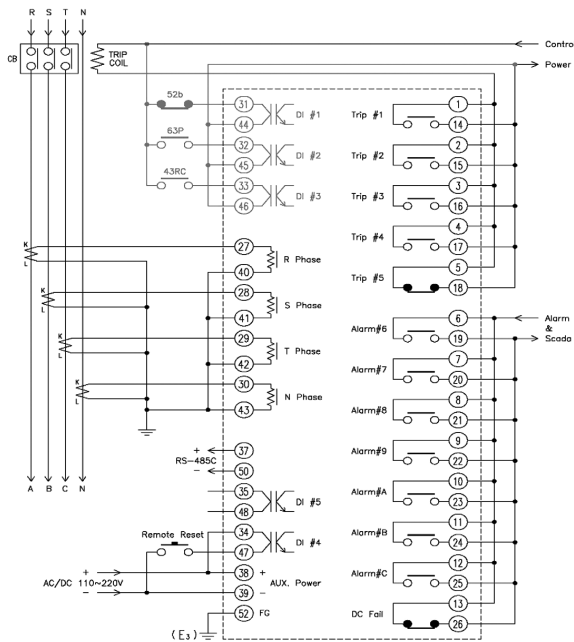 R S T N
CB
TRIP
COIL
Contro
Power
52b
31
44
DI #1
Trip #1
1
14
63P
32
45
DI #2
Trip #2
2
15
43RC
33
46
DI #3
Trip #3
3
16
Trip #4
4
17
K
L
27
40
R Phase
Trip #5
5
18
K
L
28
41
S Phase
Alarm#6
6
19
Alarm
&
Scada
K
L
29
42
T Phase
Alarm#7
7
20
K
L
30
43
N Phase
Alarm#8
8
21
Alarm#9
9
22
+
RS-485C
-
37
50
A B C N
35
48
DI #5
Alarm#A
10
23
Remote Reset
34
47
DI #4
Alarm#B
11
24
+
AC/DC 110~220V
-
38 +
39 -
AUX. Power
Alarm#C
12
25
(E3)
52 FG
DC Fail
13
26